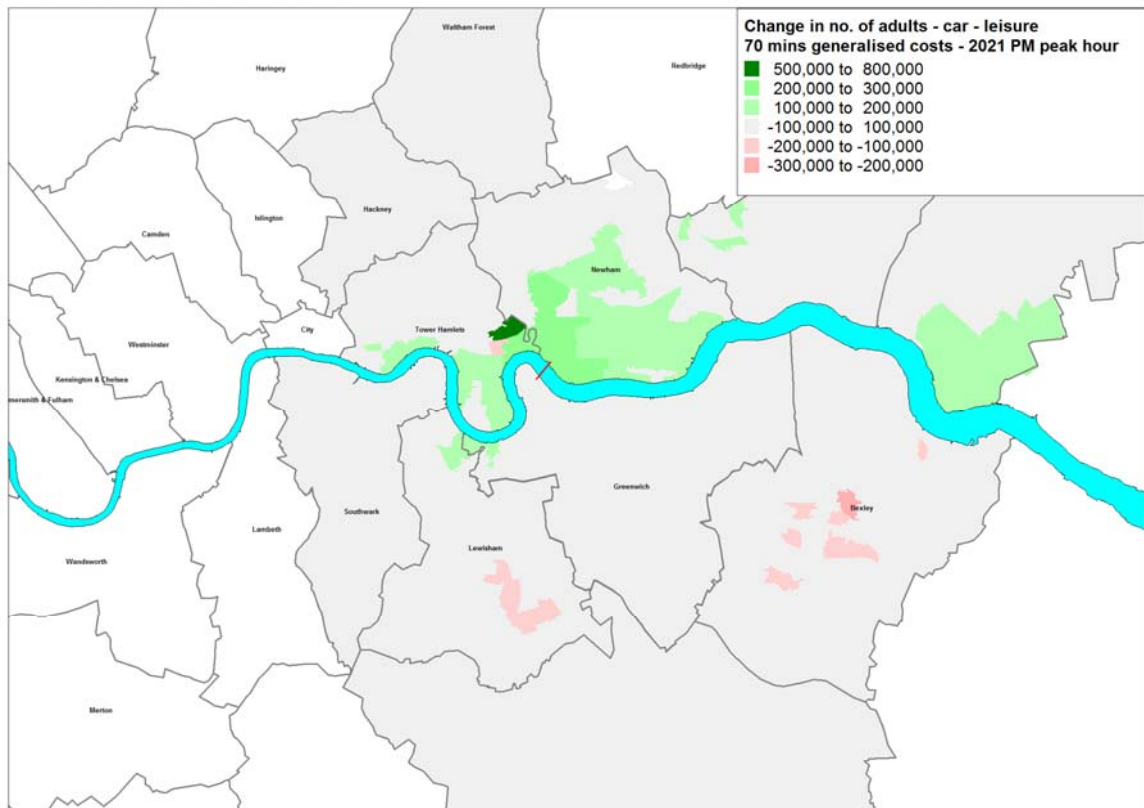 Change in no. of adults - car - leisure
70 mins generalised costs - 2021 PM peak hour
500,000 to 800,000
200,000 to 300,000
100,000 to 200,000
-100,000 to 100,000
-200,000 to -100,000
-300,000 to -200,000
Waltham Forest
Haringey
Redbridge
Hackney
Islington
Camden
Newham
City
Tower Hamlets
Westminster
Kensington & Chelsea
mersmith & Fulham
Greenwich
Bexley
Southwark
Lambeth
Lewisham
Wandsworth
Merton